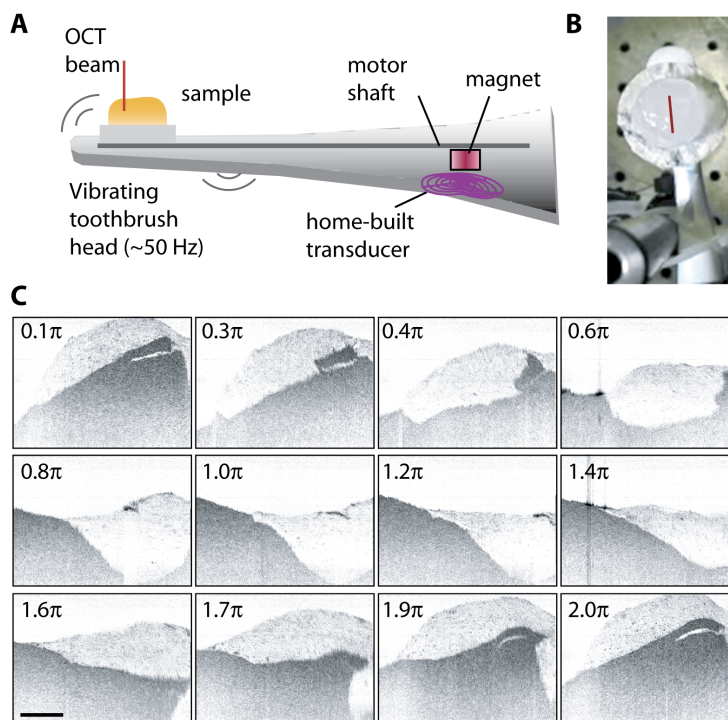 A
OCT
beam
sample
motor
shaft
magnet
Vibrating
toothbrush
head (~50 Hz)
home-built
transducer
B
C
0.1π
0.3π
0.4π
0.6π
0.8π
1.0π
1.2π
1.4π
1.6π
1.7π
1.9π
2.0π